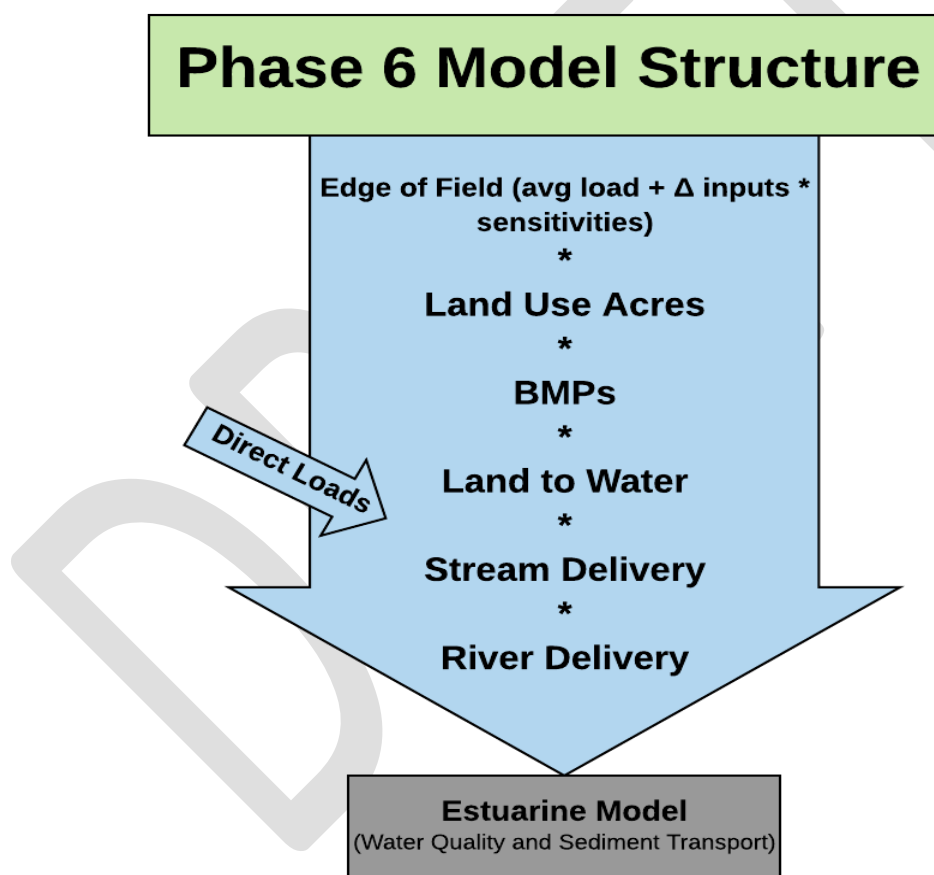 Phase 6 Model Structure
Edge of Field (avg load + Δ inputs *
sensitivities)
*
Land Use Acres
*
BMPs
*
Land to Water
*
Direct Loads
Stream Delivery
*
River Delivery
Estuarine Model
(Water Quality and Sediment Transport)